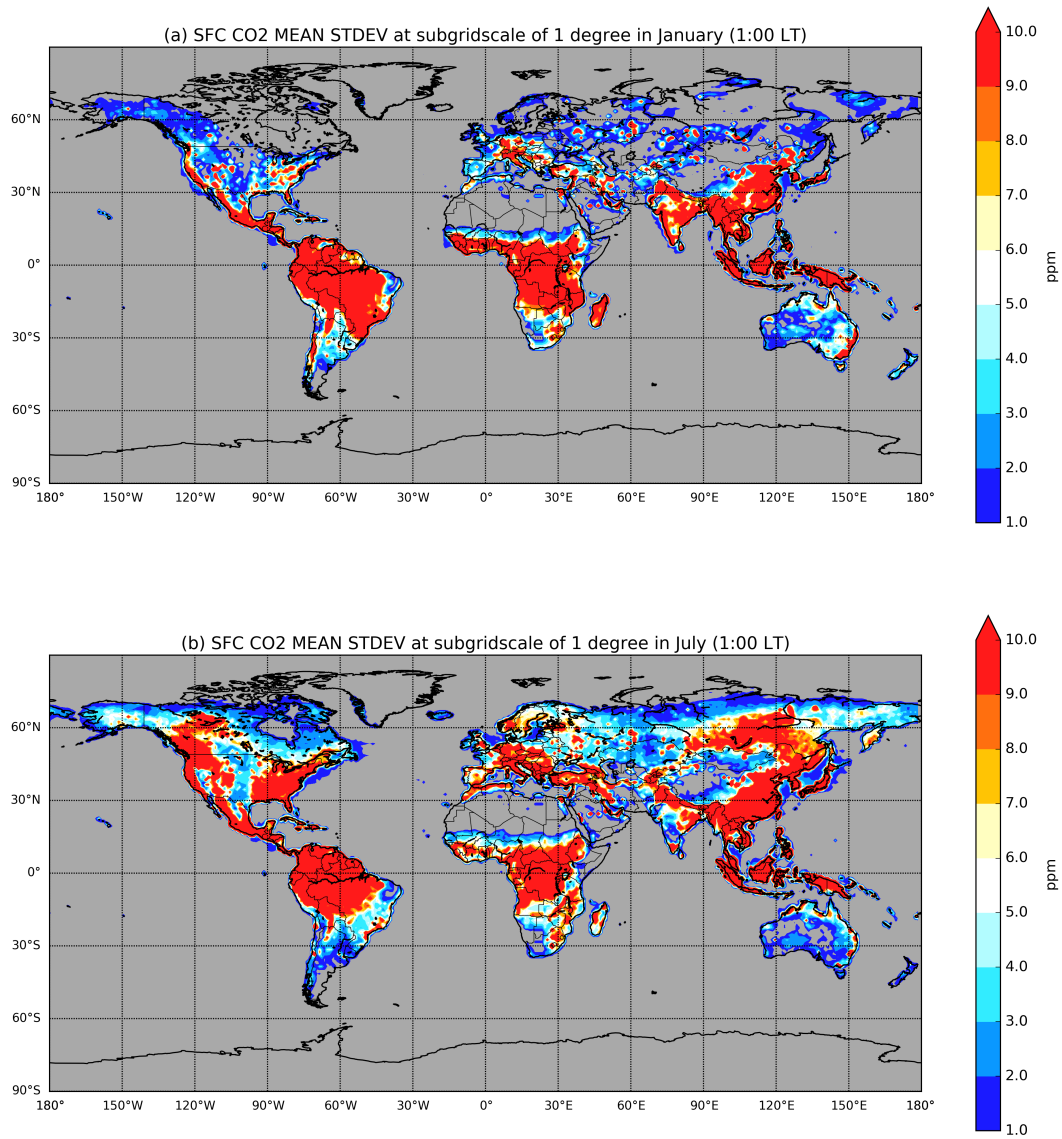 (a) SFC CO2 MEAN STDEV at subgridscale of 1 degree in January (1:00 LT)
60°N
30°N
0°
30°S
60°S
90°S
180° 150°W 120°W 90°W 60°W 30°W 0° 30°E 60°E 90°E 120°E 150°E 180°
10.0
9.0
8.0
7.0
6.0
5.0
4.0
3.0
2.0
1.0
ppm
(b) SFC CO2 MEAN STDEV at subgridscale of 1 degree in July (1:00 LT)
60°N
30°N
0°
30°S
60°S
90°S
180° 150°W 120°W 90°W 60°W 30°W 0° 30°E 60°E 90°E 120°E 150°E 180°
10.0
9.0
8.0
7.0
6.0
5.0
4.0
3.0
2.0
1.0
ppm